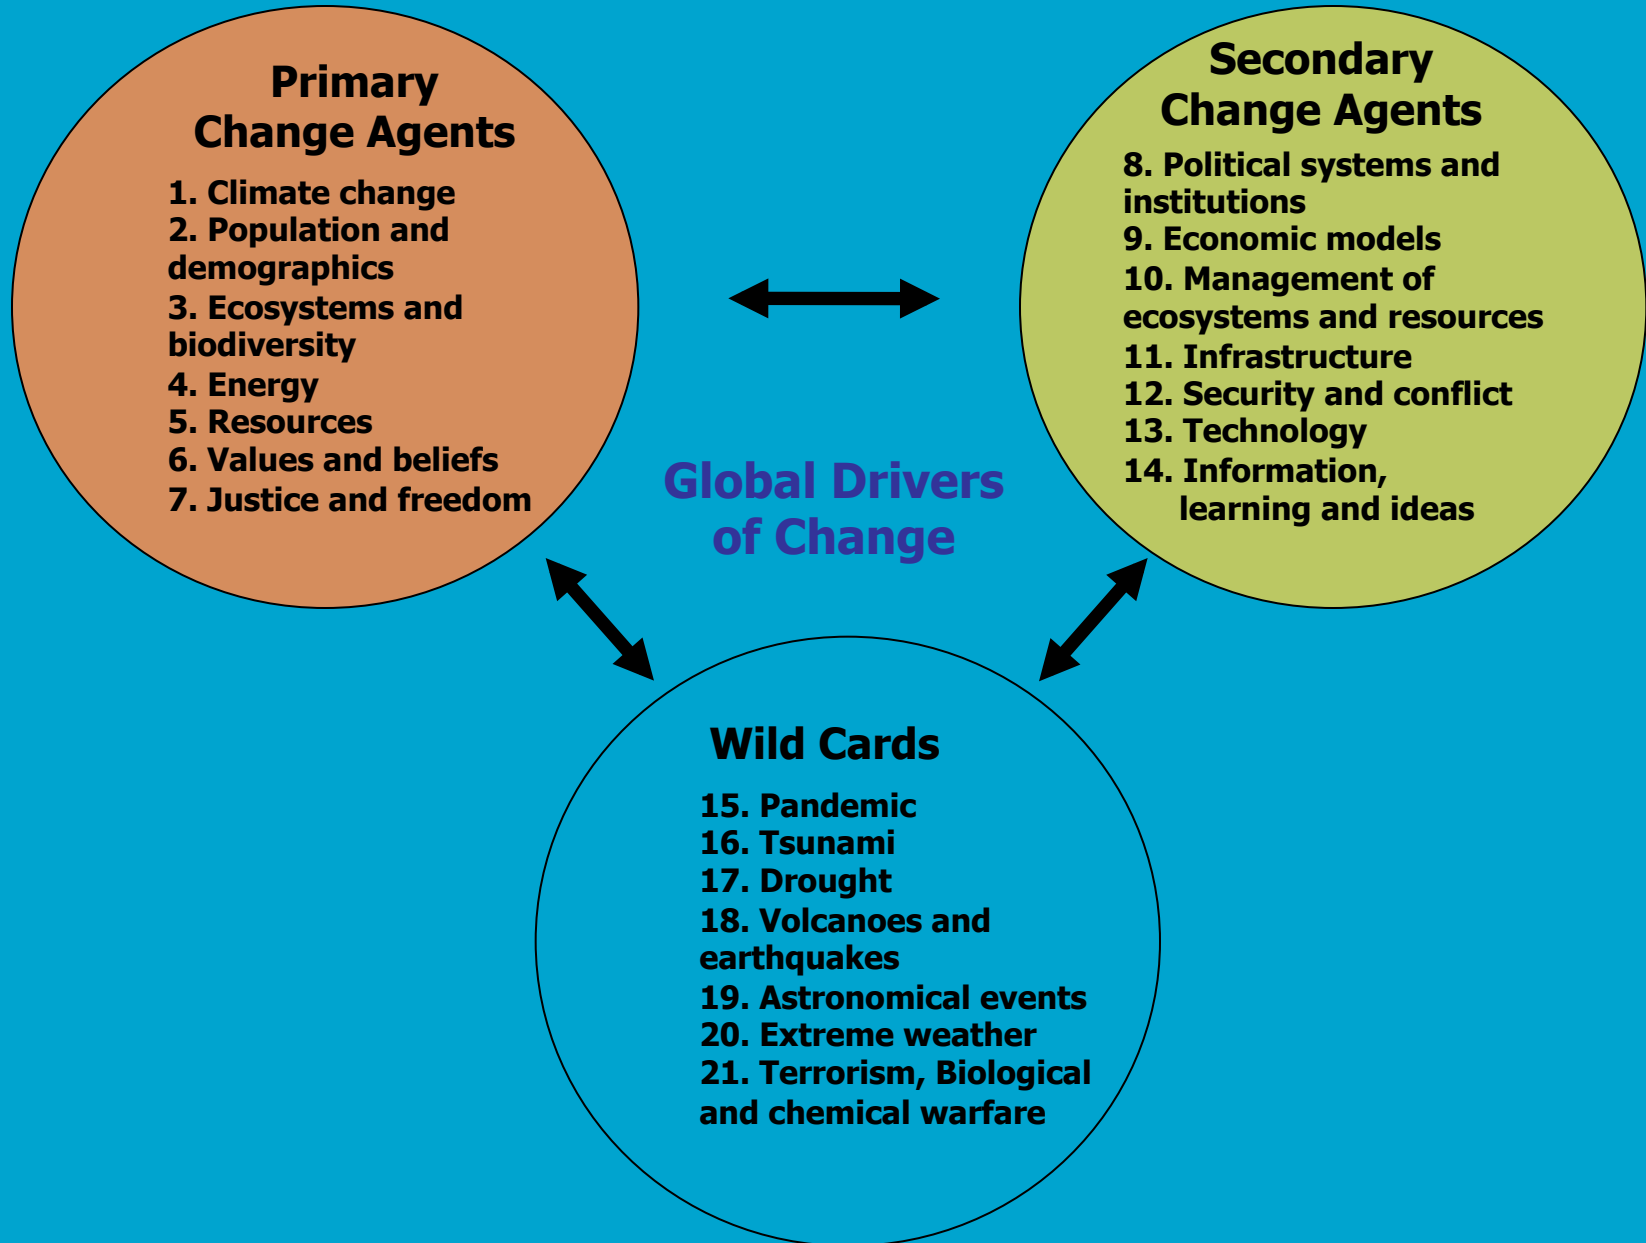 Primary
Change Agents
1. Climate change
2. Population and
demographics
3. Ecosystems and
biodiversity
4. Energy
5. Resources
6. Values and beliefs
7. Justice and freedom
Secondary
Change Agents
8. Political systems and
institutions
9. Economic models
10. Management of
ecosystems and resources
11. Infrastructure
12. Security and conflict
13. Technology
14. Information,
learning and ideas
Global Drivers
of Change
Wild Cards
15. Pandemic
16. Tsunami
17. Drought
18. Volcanoes and
earthquakes
19. Astronomical events
20. Extreme weather
21. Terrorism, Biological
and chemical warfare